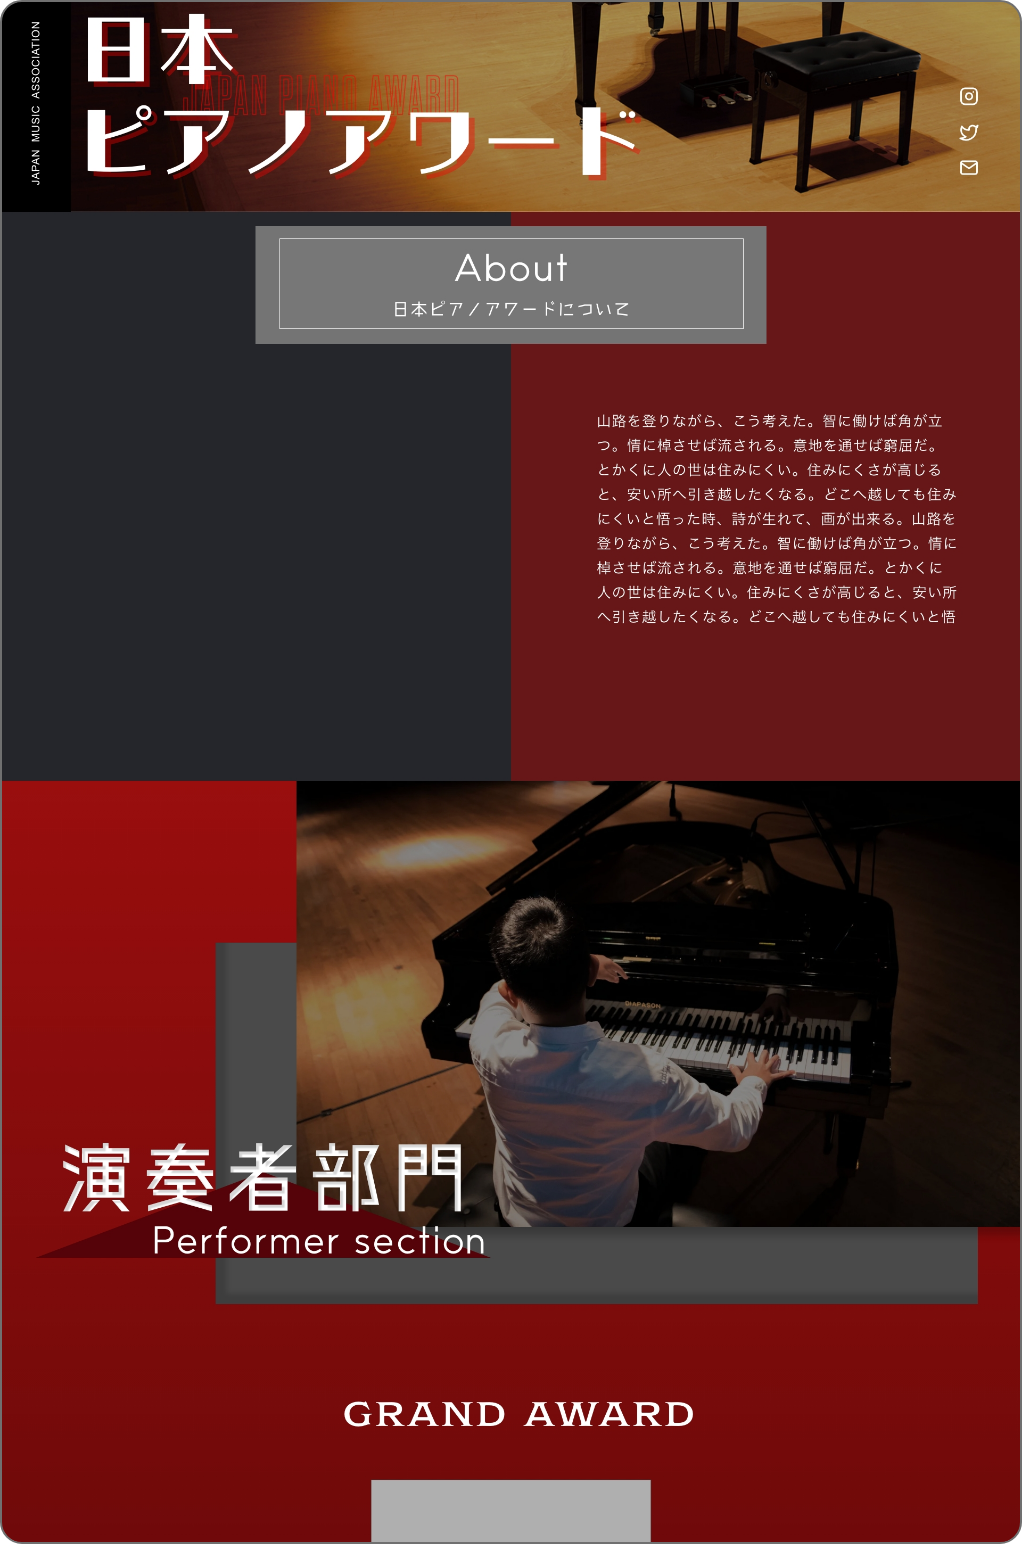 JAPAN MUSIC ASSOCIATION
日本
JAPAN PIANO AWARD
ピアノアワード
About
日本ピアノアワードについて
山路を登りながら、こう考えた。智に働けば角が立
つ。情に棹させば流される。意地を通せば窮屈だ。
とかくに人の世は住みにくい。住みにくさが高じる
と、安い所へ引き越したくなる。どこへ越しても住み
にくいと悟った時、詩が生れて、画が出来る。山路を
登りながら、こう考えた。智に働けば角が立つ。情に
棹させば流される。意地を通せば窮屈だ。とかくに
人の世は住みにくい。住みにくさが高じると、安い所
へ引き越したくなる。どこへ越しても住みにくいと悟
DIAPASON
演奏者部門
Performer section
GRAND AWARD